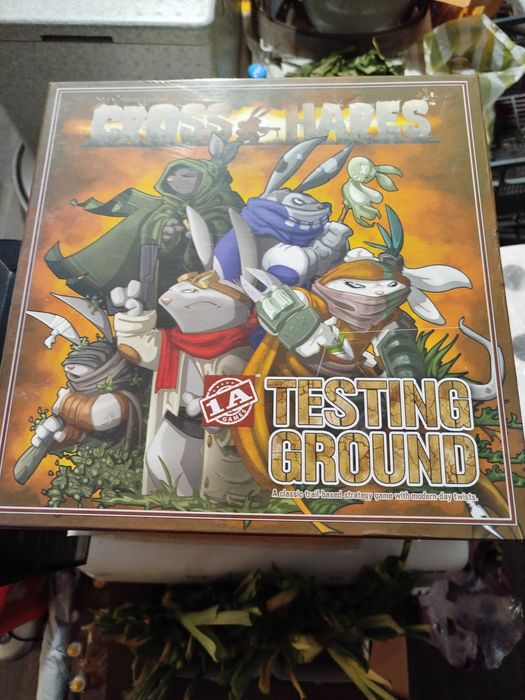 CROSS HARES
1A
GAMES
TESTING
GROUND
A classic trail-based strategy game with modern-day twists.